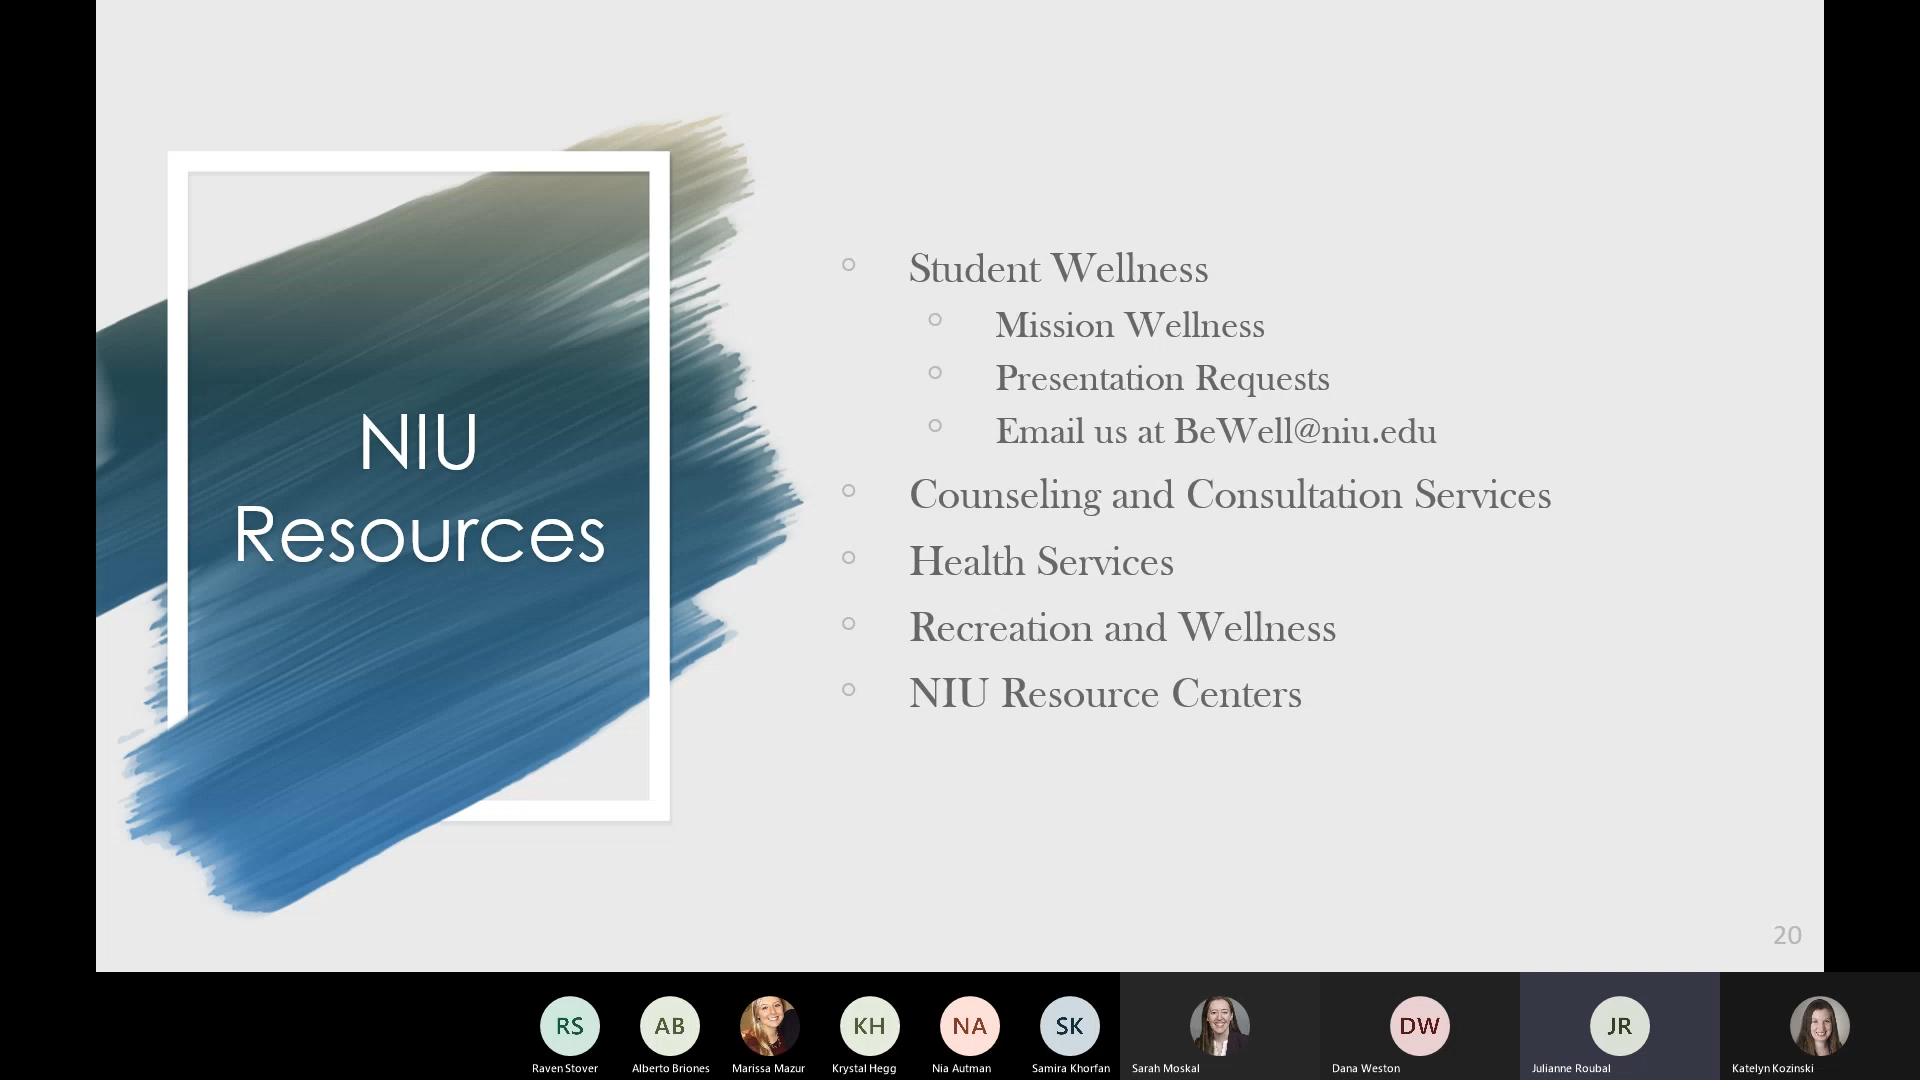 NIU
Resources
Student Wellness
Mission Wellness
Presentation Requests
Email us at BeWell@niu.edu
Counseling and Consultation Services
Health Services
Recreation and Wellness
NIU Resource Centers
20
RS
AB
KH
NA
SK
DW
JR
Raven Stover
Alberto Briones
Marissa Mazur
Krystal Hegg
Nia Autman
Samira Khorfan
Sarah Moskal
Dana Weston
Julianne Roubal
Katelyn Kozinski